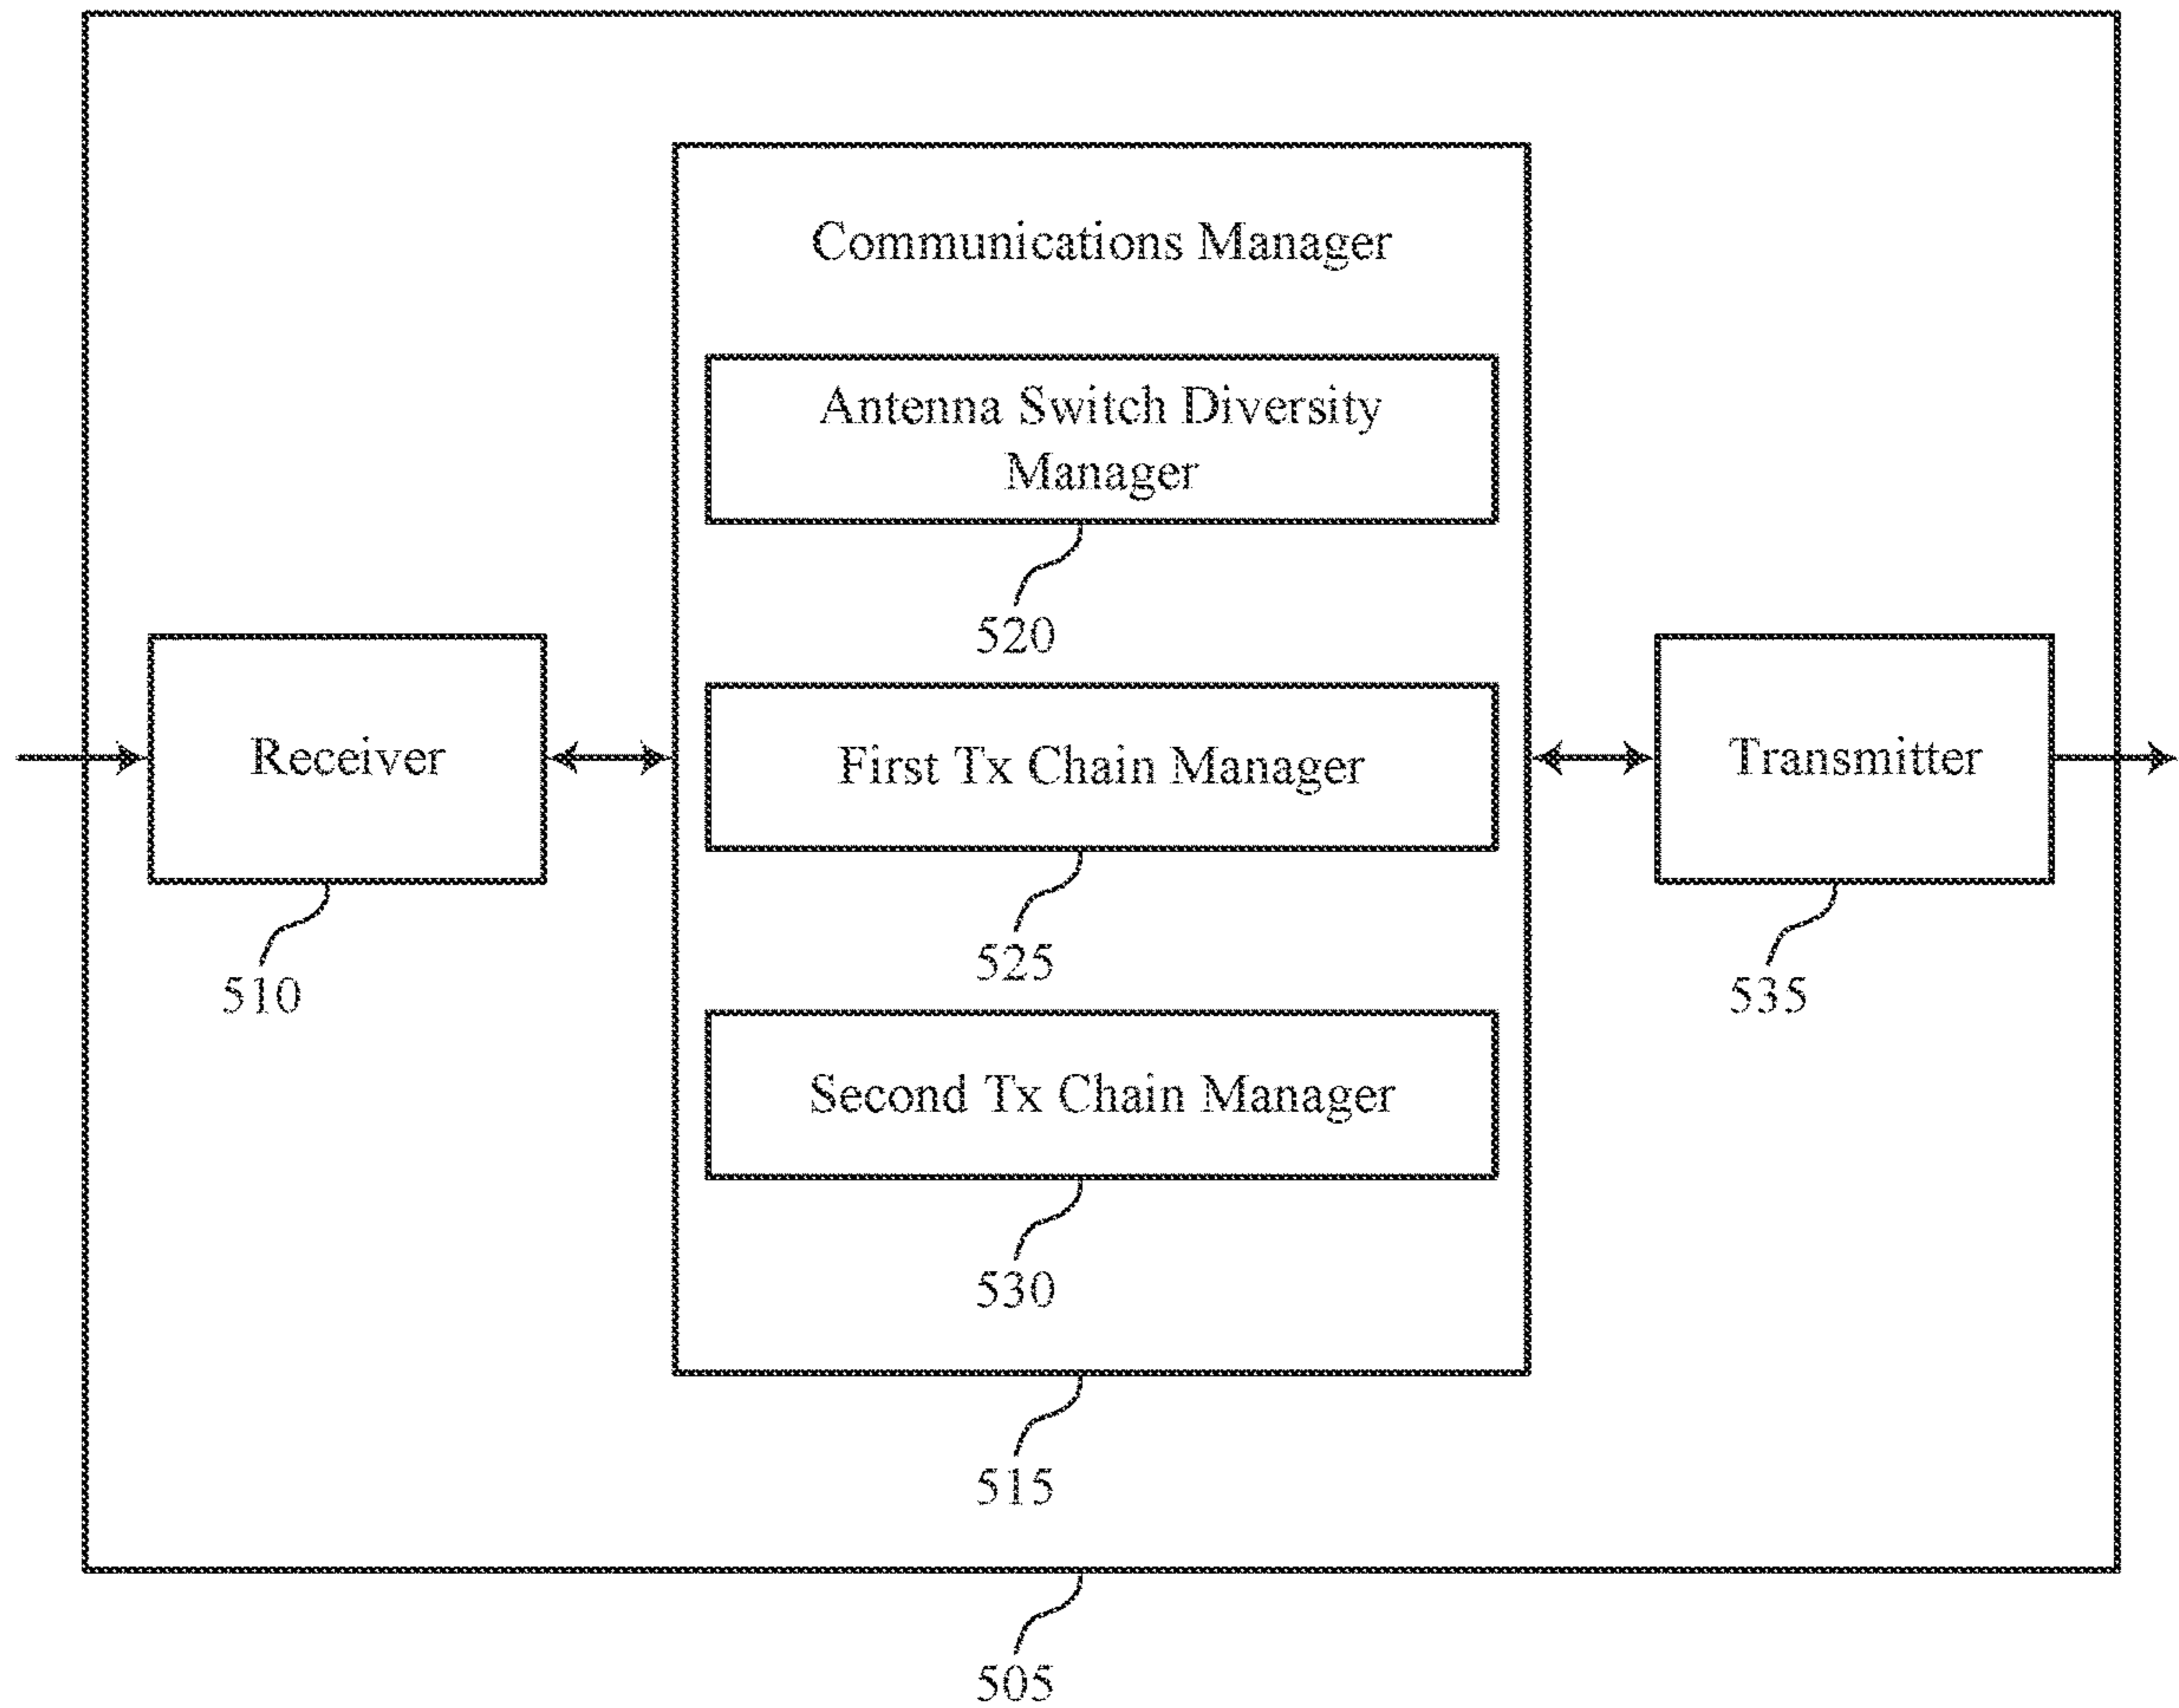 Communications Manager
Antenna Switch Diversity
Manager
520
Receiver
First Tx Chain Manager
Transmitter
525
510
535
Second Tx Chain Manager
530
515
505